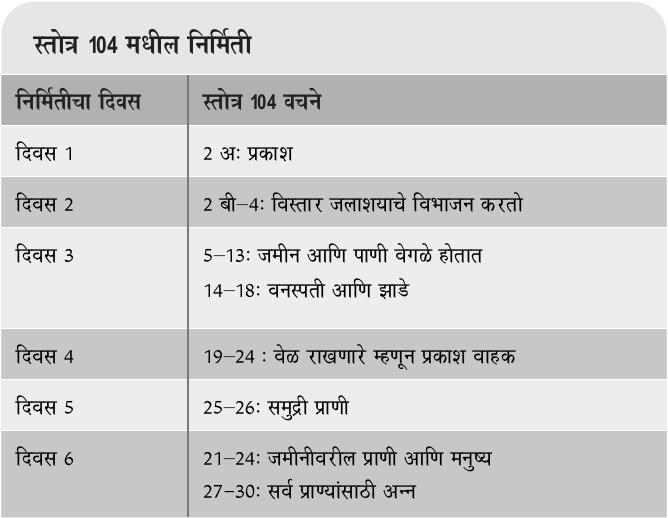 स्तोत्र 104 मधील निर्मिती
निर्मितीचा दिवस स्तोत्र 104 वचने
दिवस 1 2 अः प्रकाश
दिवस 2 2 बी–4ः विस्तार जलाशयाचे विभाजन करतो
दिवस 3 5–13ः जमीन आणि पाणी वेगळे होतात
14–18ः वनस्पती आणि झाडे
दिवस 4 19–24 : वेळ राखणारे म्हणून प्रकाश वाहक
दिवस 5 25–26ः समुद्री प्राणी
दिवस 6 21–24ः जमीनीवरील प्राणी आणि मनुष्य
27–30ः सर्व प्राण्यांसाठी अन्न